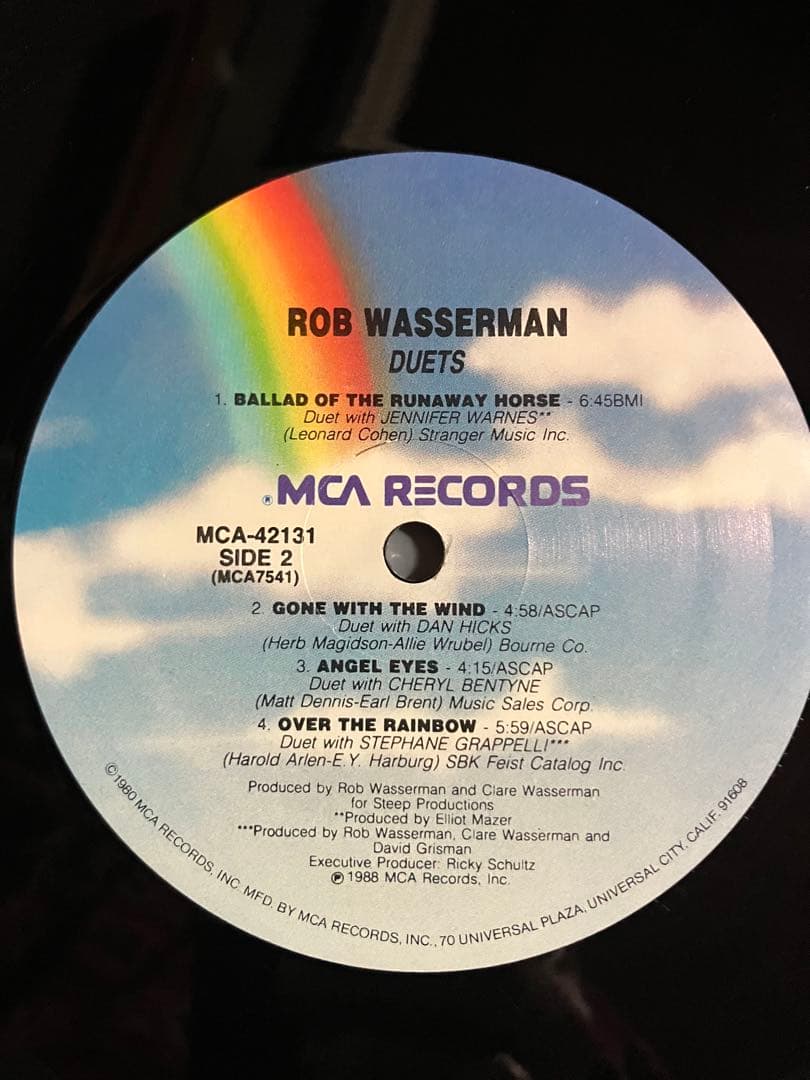 ROB WASSERMAN
DUETS
1. BALLAD OF THE RUNAWAY HORSE - 6:45BMI
Duet with JENNIFER WARNES**
(Leonard Cohen) Stranger Music Inc.
® MCA RECORDS
MCA-42131
SIDE 2
(MCA7541)
2. GONE WITH THE WIND - 4:58/ASCAP
Duet with DAN HICKS
(Herb Magidson-Allie Wrubel) Bourne Co.
3. ANGEL EYES - 4:15/ASCAP
Duet with CHERYL BENTYNE
(Matt Dennis-Earl Brent) Music Sales Corp.
4. OVER THE RAINBOW - 5:59/ASCAP
Duet with STEPHANE GRAPPELLI***
(Harold Arlen-E.Y. Harburg) SBK Feist Catalog Inc.
Produced by Rob Wasserman and Clare Wasserman
for Steep Productions
**Produced by Elliot Mazer
***Produced by Rob Wasserman, Clare Wasserman and
David Grisman
Executive Producer: Ricky Schultz
℗ 1988 MCA Records, Inc.
©1980 MCA RECORDS, INC. MFD. BY MCA RECORDS, INC., 70 UNIVERSAL PLAZA, UNIVERSAL CITY, CALIF. 91608